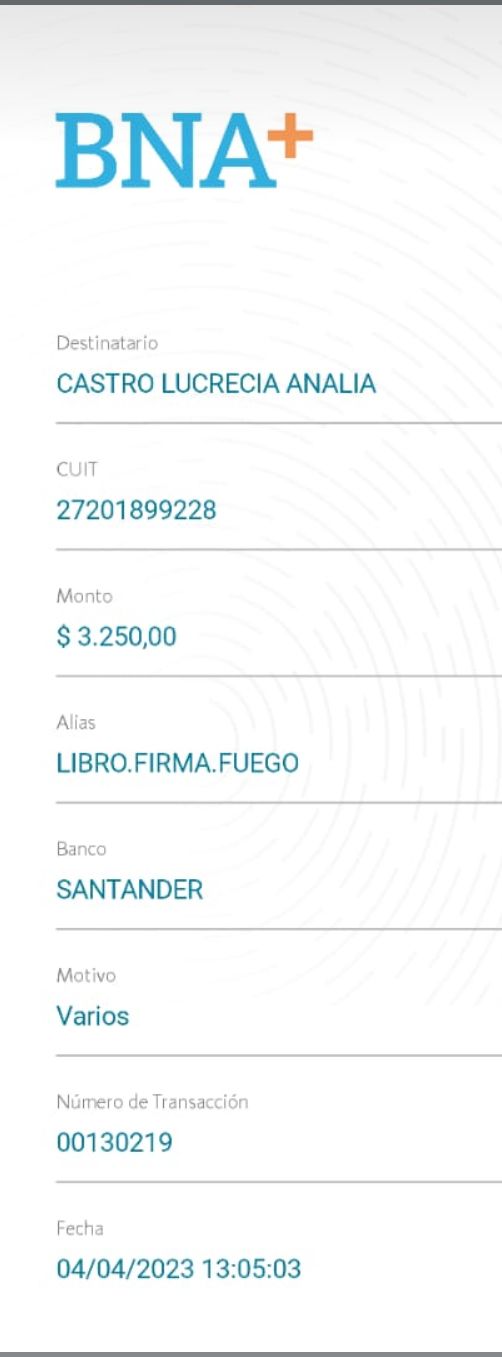 BNA+
Destinatario
CASTRO LUCRECIA ANALIA
CUIT
27201899228
Monto
$ 3.250,00
Alias
LIBRO.FIRMA.FUEGO
Banco
SANTANDER
Motivo
Varios
Número de Transacción
00130219
Fecha
04/04/2023 13:05:03